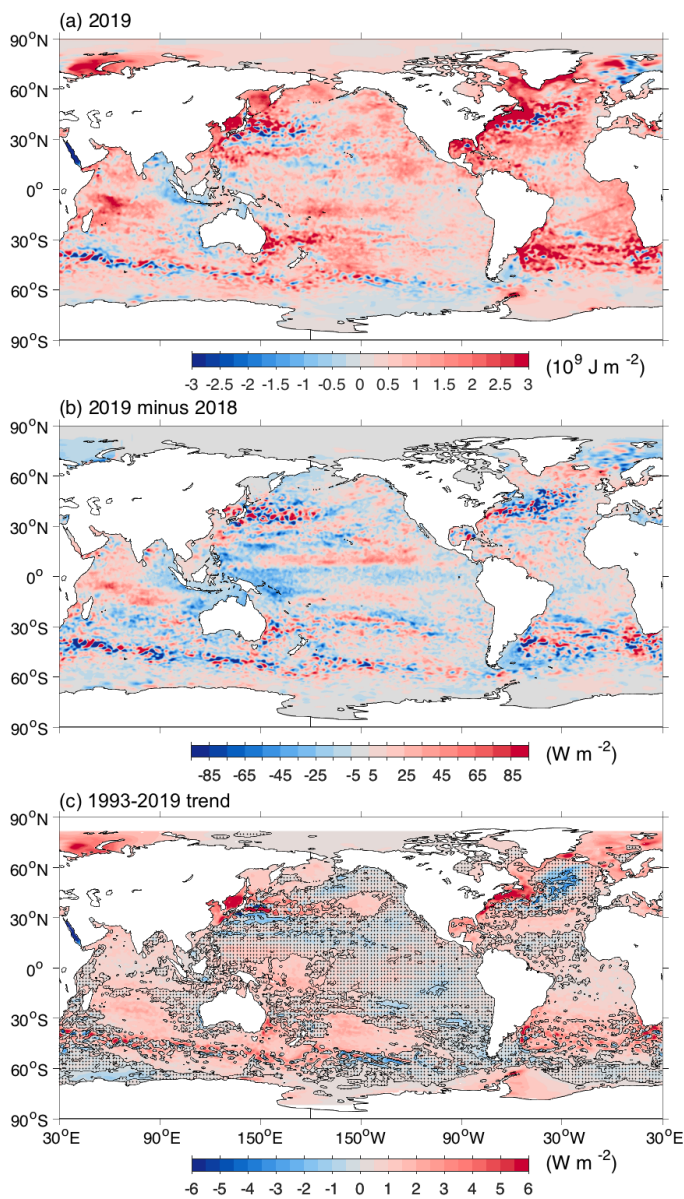 (a) 2019
90°N
60°N
30°N
0°
30°S
60°S
90°S
-3 -2.5 -2 -1.5 -1 -0.5 0 0.5 1 1.5 2 2.5 3
(10⁹ J m⁻²)
(b) 2019 minus 2018
90°N
60°N
30°N
0°
30°S
60°S
90°S
-85 -65 -45 -25 -5 5 25 45 65 85
(W m⁻²)
(c) 1993-2019 trend
90°N
60°N
30°N
0°
30°S
60°S
90°S
30°E 90°E 150°E 150°W 90°W 30°W 30°E
-6 -5 -4 -3 -2 -1 0 1 2 3 4 5 6
(W m⁻²)